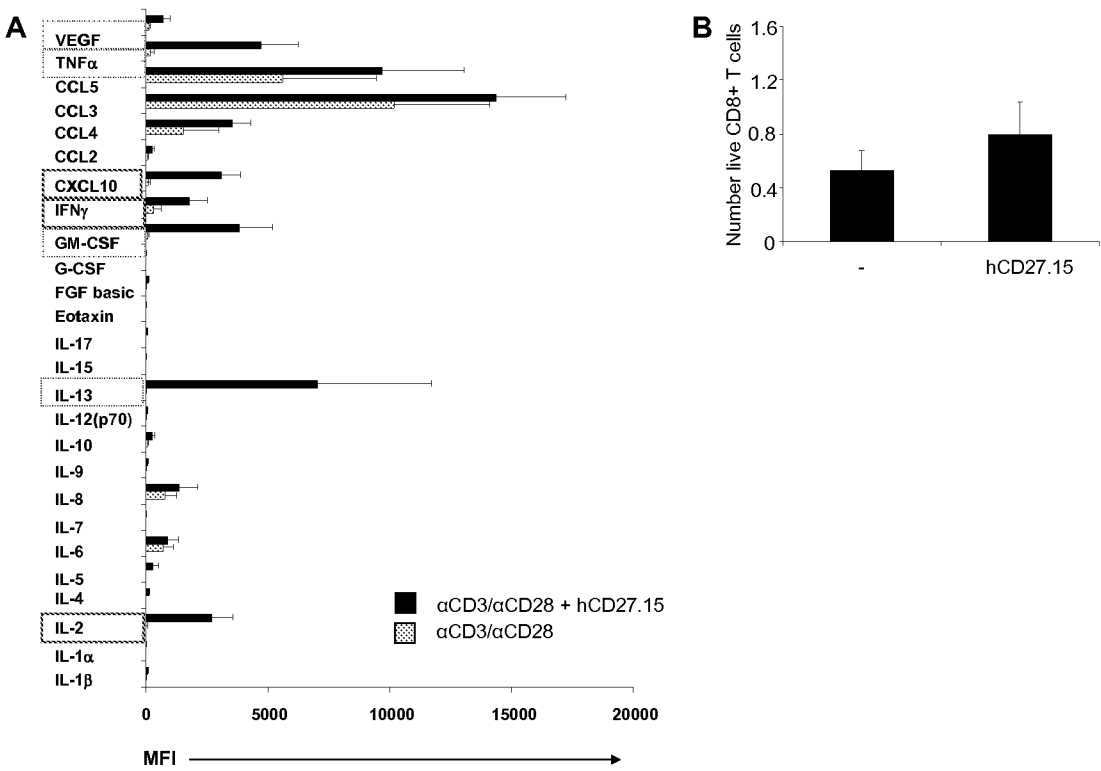 A
VEGF
TNFα
CCL5
CCL3
CCL4
CCL2
CXCL10
IFNγ
GM-CSF
G-CSF
FGF basic
Eotaxin
IL-17
IL-15
IL-13
IL-12(p70)
IL-10
IL-9
IL-8
IL-7
IL-6
IL-5
IL-4
IL-2
IL-1α
IL-1β
αCD3/αCD28 + hCD27.15
αCD3/αCD28
0 5000 10000 15000 20000
MFI
B
Number live CD8+ T cells
1.6
1.2
0.8
0.4
0
- hCD27.15